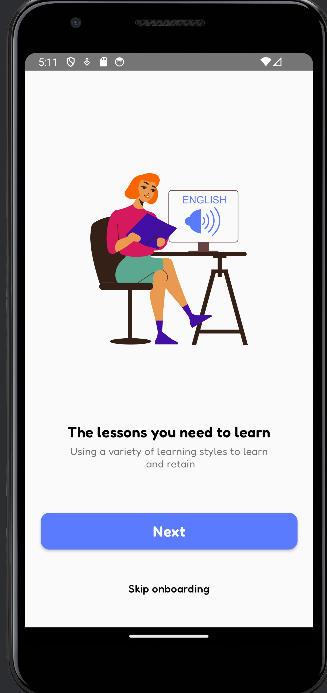 5:11
ENGLISH
The lessons you need to learn
Using a variety of learning styles to learn
and retain
Next
Skip onboarding